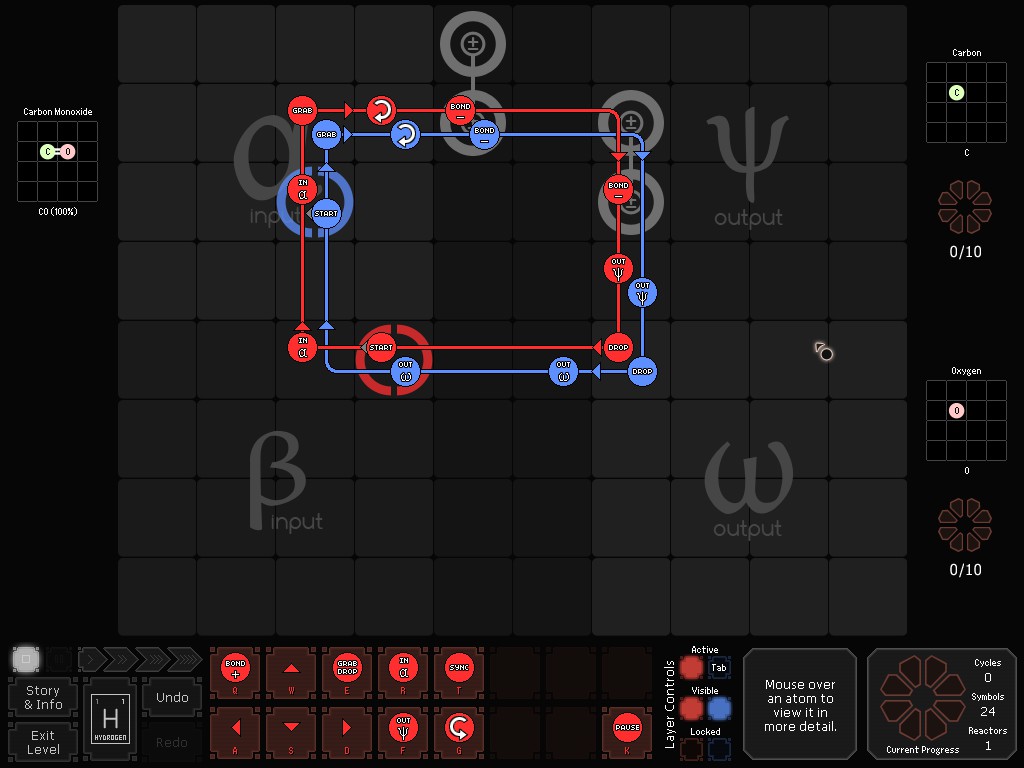 Carbon Monoxide
C=O
CO (100%)
α
input
ψ
output
β
input
ω
output
GRAB
BOND
–
GRAB
BOND
–
IN
α
START
BOND
–
OUT
ψ
OUT
ψ
IN
α
START
DROP
OUT
ω
OUT
ω
DROP
±
±
±
Carbon
C
C
0/10
Oxygen
O
O
0/10
Story
& Info
Exit
Level
1 1
H
HYDROGEN
Undo
Redo
BOND
+
Q
W
GRAB
DROP
E
IN
α
R
SYNC
T
A
S
D
OUT
ψ
F
G
PAUSE
K
Layer Controls
Active
Tab
Visible
Locked
Mouse over
an atom to
view it in
more detail.
Cycles
0
Symbols
24
Reactors
1
Current Progress